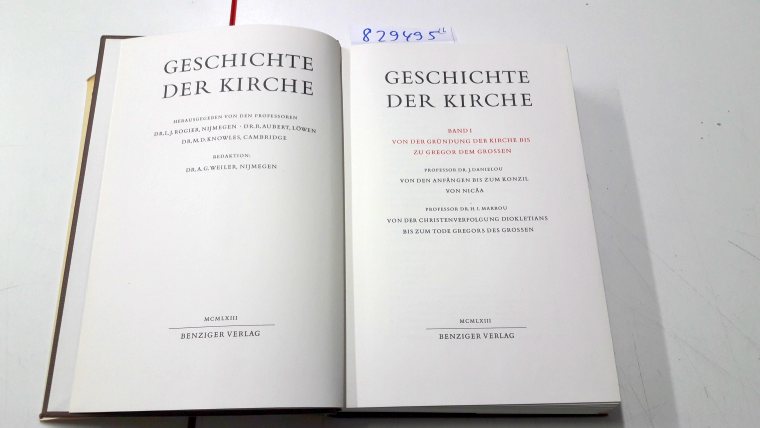 GESCHICHTE
DER KIRCHE
HERAUSGEGEBEN VON DEN PROFESSOREN
DR. L. J. ROGIER, NIJMEGEN · DR. R. AUBERT, LÖWEN
DR. M. D. KNOWLES, CAMBRIDGE
REDAKTION:
DR. A. G. WEILER, NIJMEGEN
MCMLXIII
BENZIGER VERLAG
829495
GESCHICHTE
DER KIRCHE
BAND I
VON DER GRÜNDUNG DER KIRCHE BIS
ZU GREGOR DEM GROSSEN
PROFESSOR DR. J. DANIELOU
VON DEN ANFÄNGEN BIS ZUM KONZIL
VON NICÄA
PROFESSOR DR. H. I. MARROU
VON DER CHRISTENVERFOLGUNG DIOKLETIANS
BIS ZUM TODE GREGORS DES GROSSEN
MCMLXIII
BENZIGER VERLAG